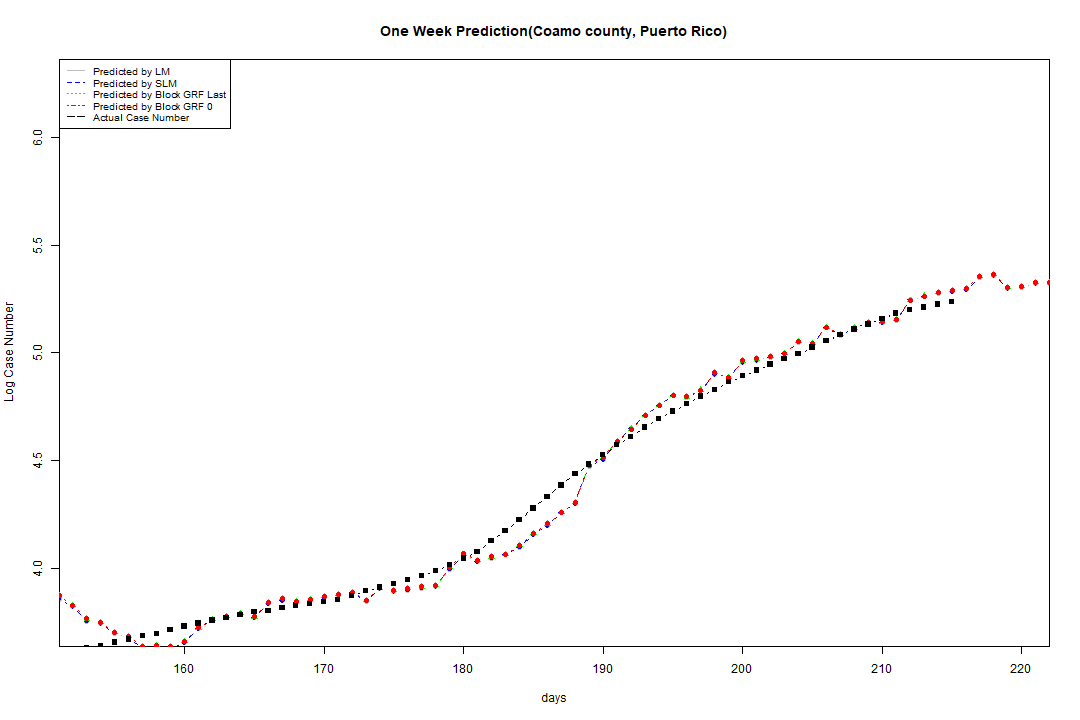 One Week Prediction(Coamo county, Puerto Rico)
Predicted by LM
Predicted by SLM
Predicted by Block GRF Last
Predicted by Block GRF 0
Actual Case Number
6.0
5.5
5.0
4.5
4.0
Log Case Number
160 170 180 190 200 210 220
days